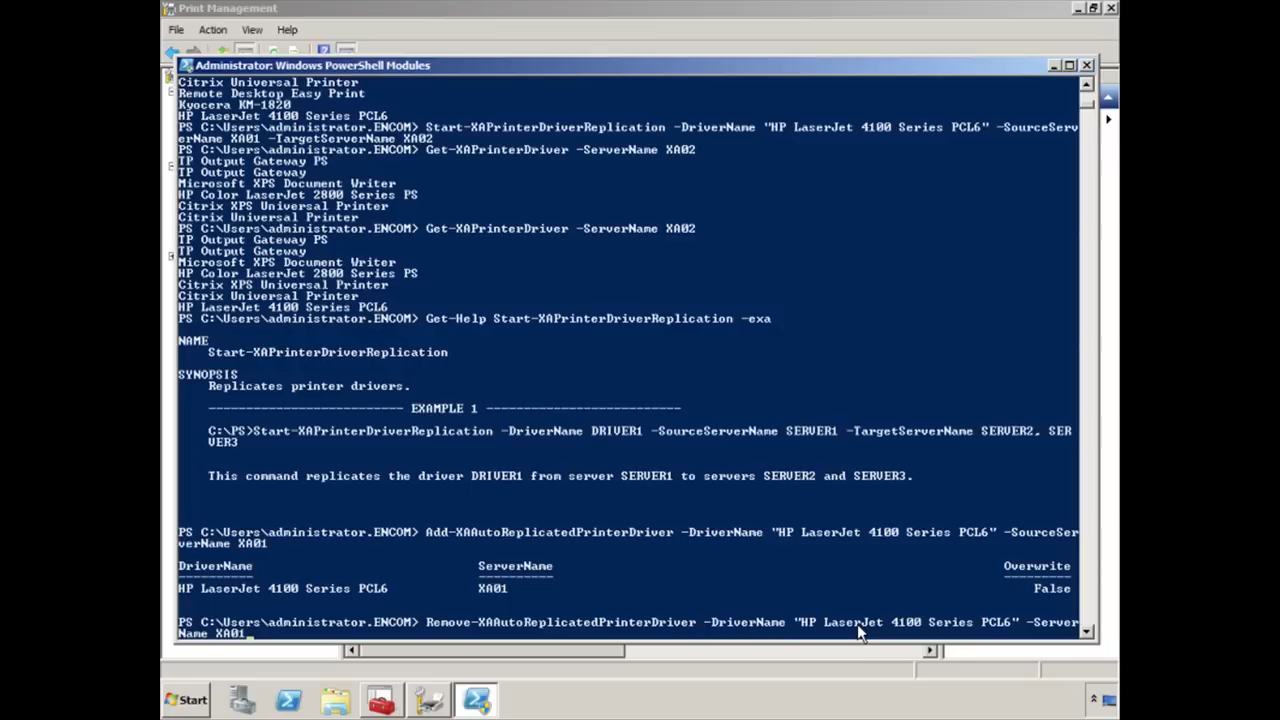 Print Management
File Action View Help
Administrator: Windows PowerShell Modules
Citrix Universal Printer
Remote Desktop Easy Print
Kyocera KM-1820
HP LaserJet 4100 Series PCL6
PS C:\Users\administrator.ENCOM> Start-XAPrinterDriverReplication -DriverName "HP LaserJet 4100 Series PCL6" -SourceServ
erName XA01 -TargetServerName XA02
PS C:\Users\administrator.ENCOM> Get-XAPrinterDriver -ServerName XA02
TP Output Gateway PS
TP Output Gateway
Microsoft XPS Document Writer
HP Color LaserJet 2800 Series PS
Citrix XPS Universal Printer
Citrix Universal Printer
PS C:\Users\administrator.ENCOM> Get-XAPrinterDriver -ServerName XA02
TP Output Gateway PS
TP Output Gateway
Microsoft XPS Document Writer
HP Color LaserJet 2800 Series PS
Citrix XPS Universal Printer
Citrix Universal Printer
HP LaserJet 4100 Series PCL6
PS C:\Users\administrator.ENCOM> Get-Help Start-XAPrinterDriverReplication -exa
NAME
Start-XAPrinterDriverReplication
SYNOPSIS
Replicates printer drivers.
-------------------------- EXAMPLE 1 --------------------------
C:\PS>Start-XAPrinterDriverReplication -DriverName DRIVER1 -SourceServerName SERVER1 -TargetServerName SERVER2, SER
VER3
This command replicates the driver DRIVER1 from server SERVER1 to servers SERVER2 and SERVER3.
PS C:\Users\administrator.ENCOM> Add-XAAutoReplicatedPrinterDriver -DriverName "HP LaserJet 4100 Series PCL6" -SourceSer
verName XA01
DriverName ServerName Overwrite
---------- ---------- ---------
HP LaserJet 4100 Series PCL6 XA01 False
PS C:\Users\administrator.ENCOM> Remove-XAAutoReplicatedPrinterDriver -DriverName "HP LaserJet 4100 Series PCL6" -Server
Name XA01_
Start